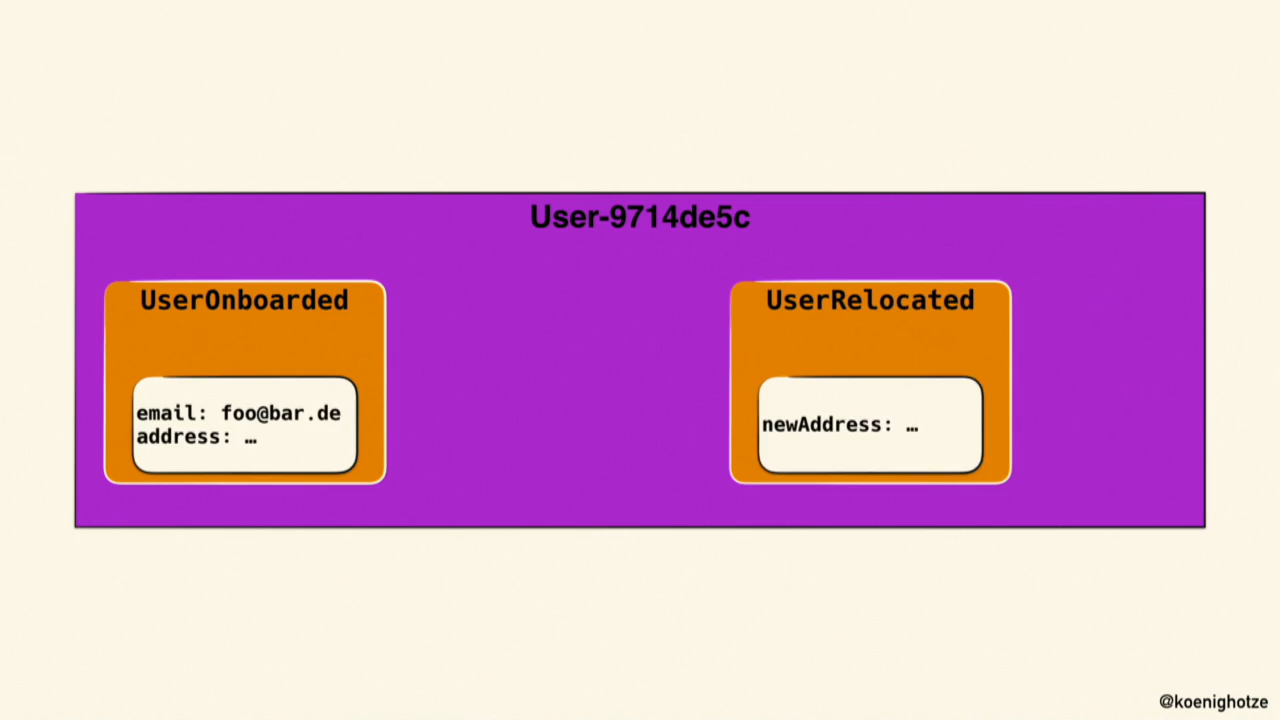 User-9714de5c
UserOnboarded
email: foo@bar.de
address: …
UserRelocated
newAddress: …
@koenighotze